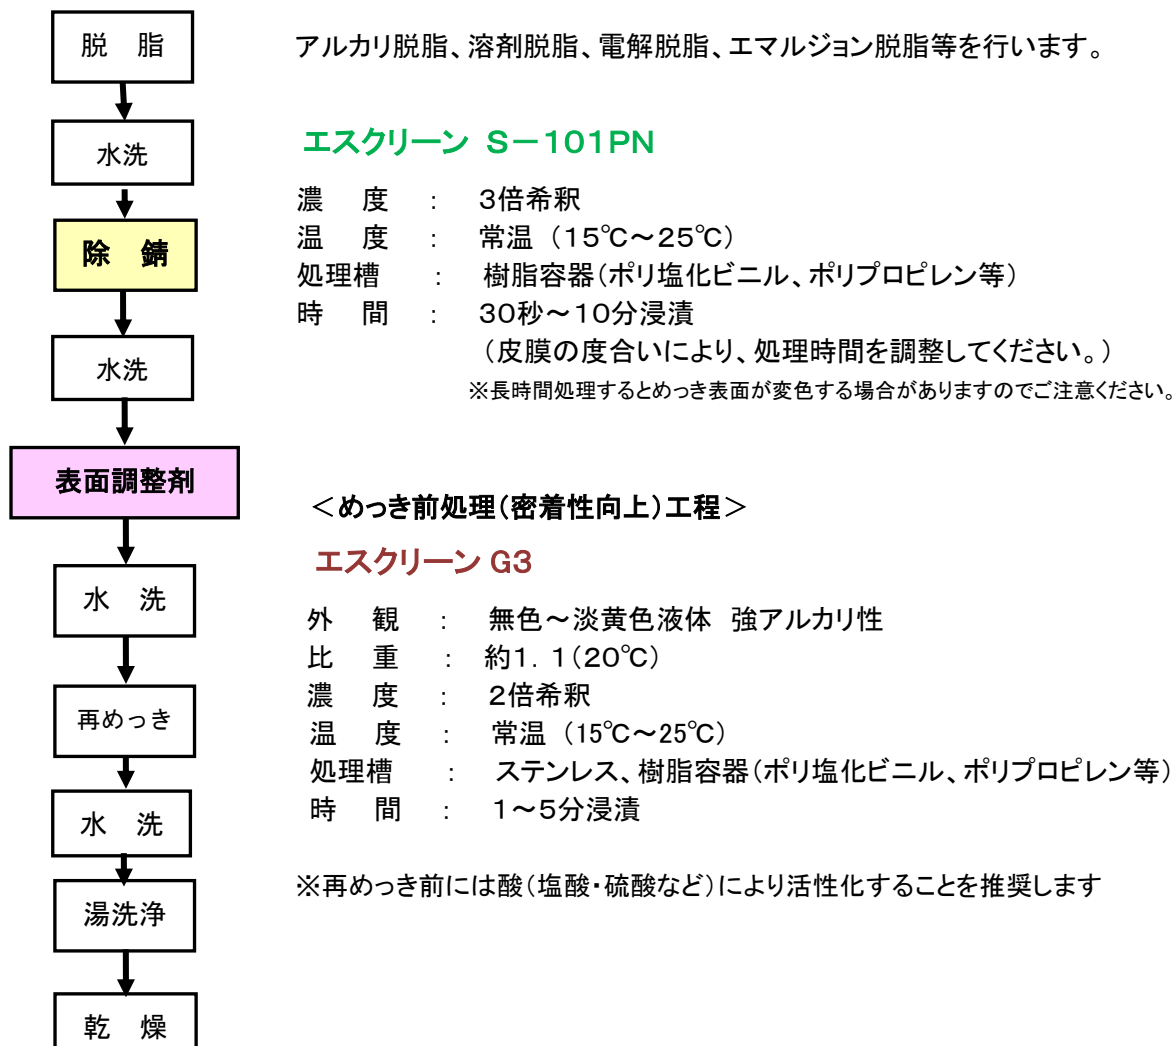 脱　脂
アルカリ脱脂、溶剤脱脂、電解脱脂、エマルジョン脱脂等を行います。
水洗
エスクリーン Ｓ－１０１ＰＮ
濃　度　：　３倍希釈
除　錆
温　度　：　常温（１５℃～２５℃）
処理槽　：　樹脂容器（ポリ塩化ビニル、ポリプロピレン等）
時　間　：　３０秒～１０分浸漬
水洗
（皮膜の度合いにより、処理時間を調整してください。）
※長時間処理するとめっき表面が変色する場合がありますのでご注意ください。
表面調整剤
＜めっき前処理（密着性向上）工程＞
エスクリーン G３
水　洗
外　観　：　無色～淡黄色液体　強アルカリ性
比　重　：　約１．１（２０℃）
濃　度　：　２倍希釈
再めっき
温　度　：　常温（15℃～25℃）
処理槽　：　ステンレス、樹脂容器（ポリ塩化ビニル、ポリプロピレン等）
時　間　：　１～５分浸漬
水　洗
※再めっき前には酸（塩酸・硫酸など）により活性化することを推奨します
湯洗浄
乾　燥